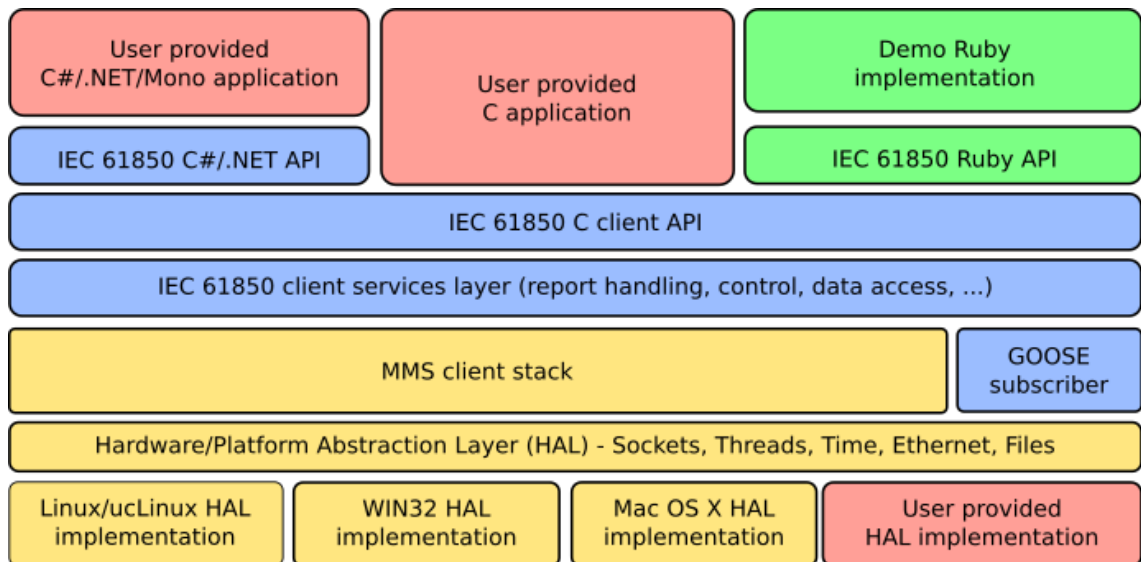 User provided
C#/.NET/Mono application
User provided
C application
Demo Ruby
implementation
IEC 61850 C#/.NET API
IEC 61850 Ruby API
IEC 61850 C client API
IEC 61850 client services layer (report handling, control, data access, ...)
MMS client stack
GOOSE
subscriber
Hardware/Platform Abstraction Layer (HAL) - Sockets, Threads, Time, Ethernet, Files
Linux/ucLinux HAL
implementation
WIN32 HAL
implementation
Mac OS X HAL
implementation
User provided
HAL implementation